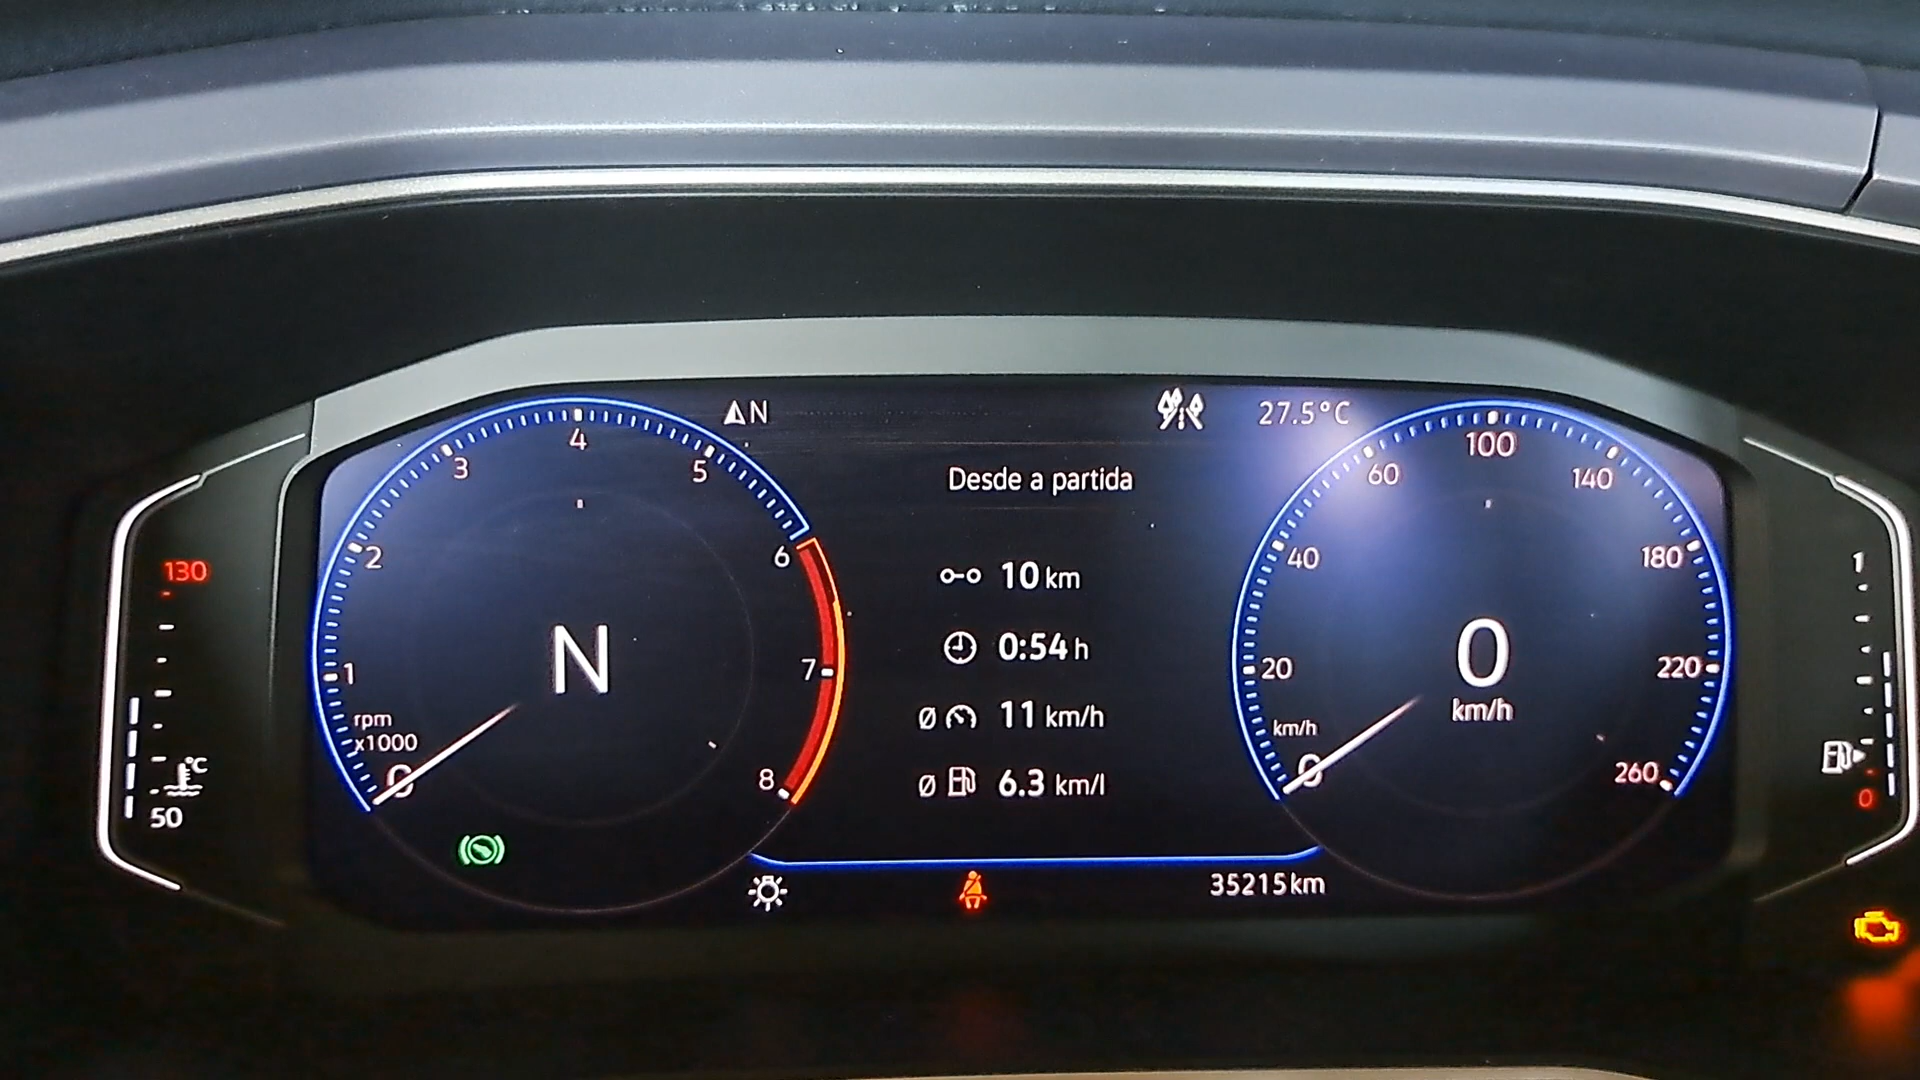 N
27.5°C
Desde a partida
10 km
0:54 h
Ø 11 km/h
Ø 6.3 km/l
35215km
N
rpm
x1000
0
1
2
3
4
5
6
7
8
0
km/h
km/h
0
20
40
60
100
140
180
220
260
130
°C
50
1
0